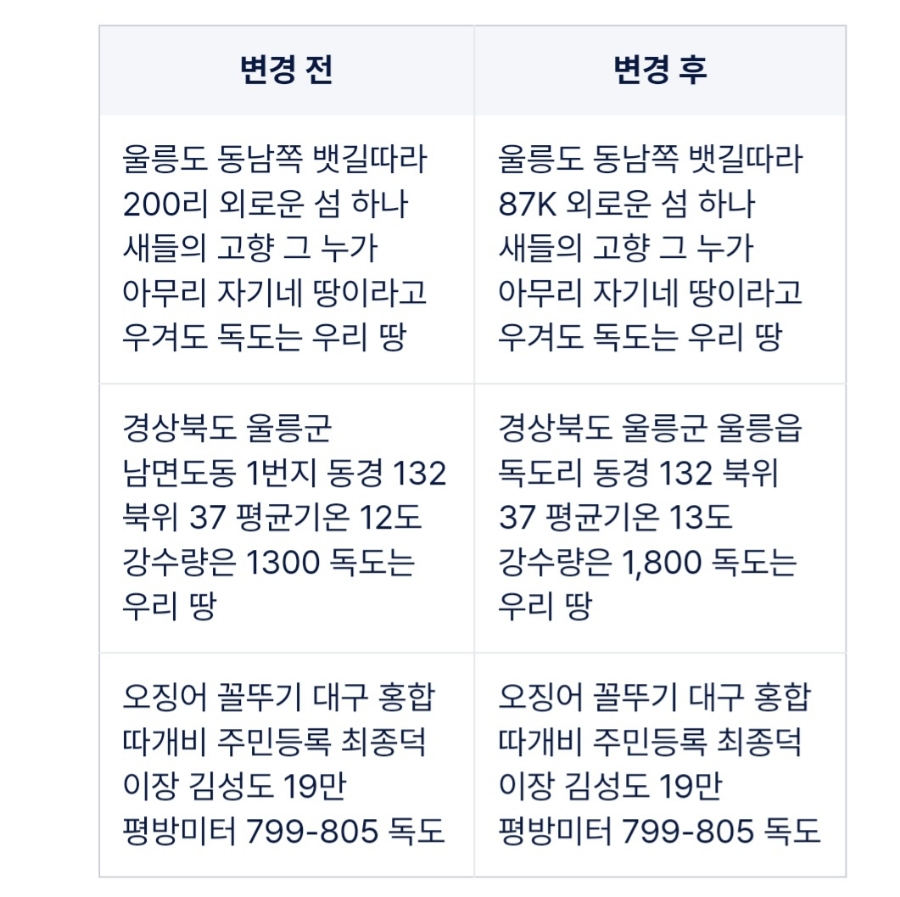 변경 전
변경 후
울릉도 동남쪽 뱃길따라
200리 외로운 섬 하나
새들의 고향 그 누가
아무리 자기네 땅이라고
우겨도 독도는 우리 땅
울릉도 동남쪽 뱃길따라
87K 외로운 섬 하나
새들의 고향 그 누가
아무리 자기네 땅이라고
우겨도 독도는 우리 땅
경상북도 울릉군
남면도동 1번지 동경 132
북위 37 평균기온 12도
강수량은 1300 독도는
우리 땅
경상북도 울릉군 울릉읍
독도리 동경 132 북위
37 평균기온 13도
강수량은 1,800 독도는
우리 땅
오징어 꼴뚜기 대구 홍합
따개비 주민등록 최종덕
이장 김성도 19만
평방미터 799-805 독도
오징어 꼴뚜기 대구 홍합
따개비 주민등록 최종덕
이장 김성도 19만
평방미터 799-805 독도